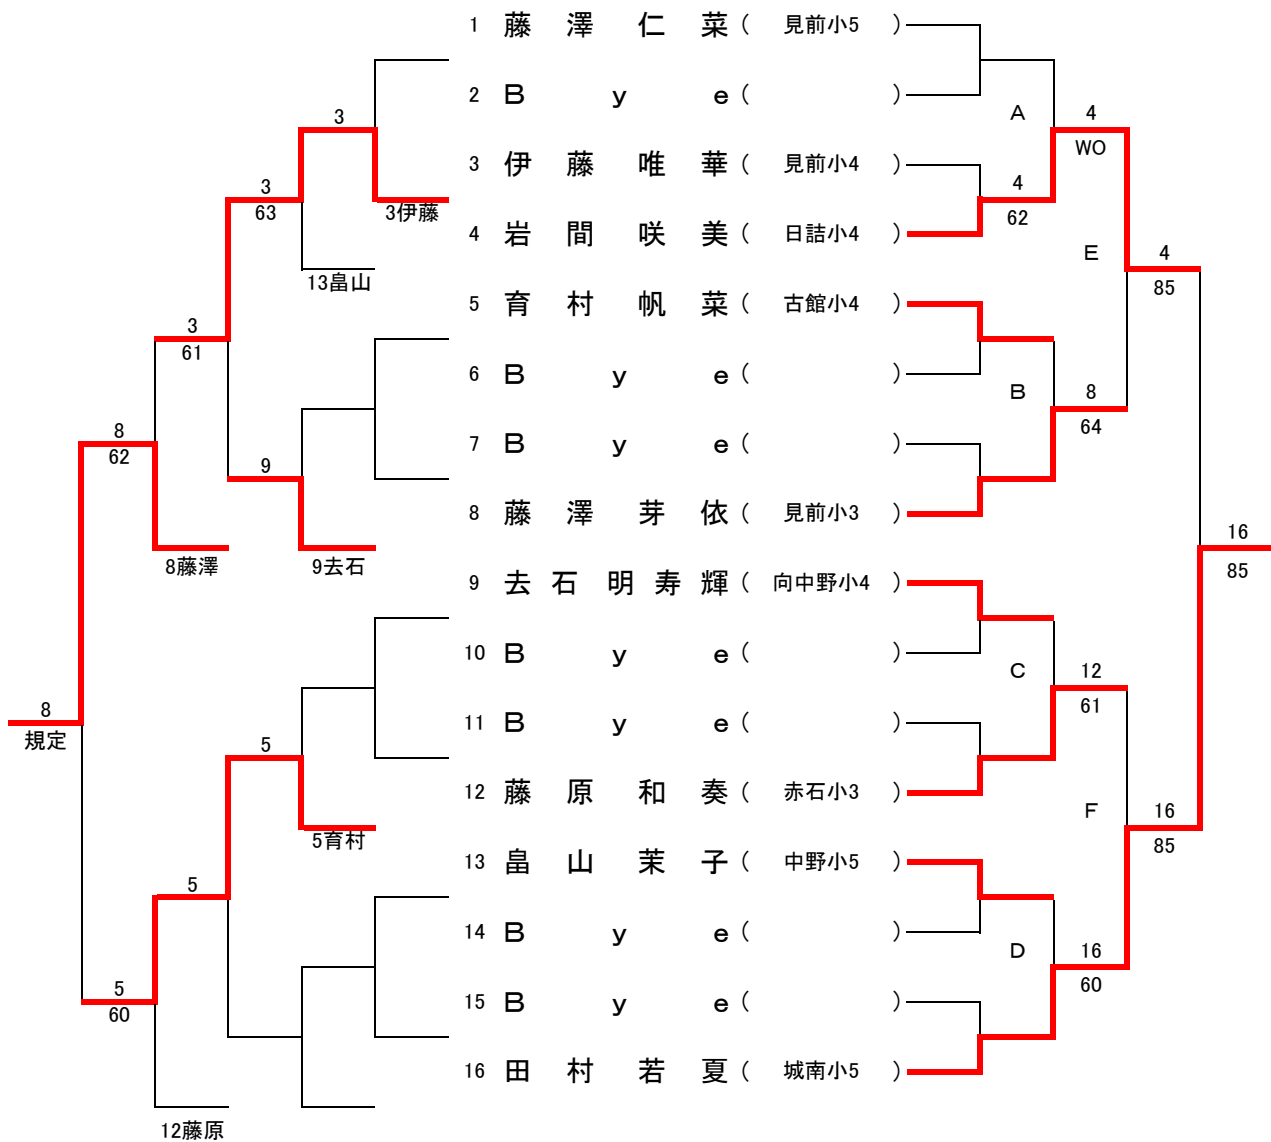 1 藤澤仁菜 ( 見前小5 )
2 Bye ( )
A
3
4
WO
3 伊藤唯華 ( 見前小4 )
3
63
3伊藤
4
62
4 岩間咲美 ( 日詰小4 )
E
4
85
13畠山
5 育村帆菜 ( 古館小4 )
3
61
6 Bye ( )
B
8
64
8
62
7 Bye ( )
9
8 藤澤芽依 ( 見前小3 )
8藤澤
9去石
16
85
9 去石明寿輝 ( 向中野小4 )
10 Bye ( )
C
12
61
8
規定
11 Bye ( )
5
12 藤原和奏 ( 赤石小3 )
F
16
85
5育村
13 畠山茉子 ( 中野小5 )
5
14 Bye ( )
D
16
60
5
60
15 Bye ( )
16 田村若夏 ( 城南小5 )
12藤原